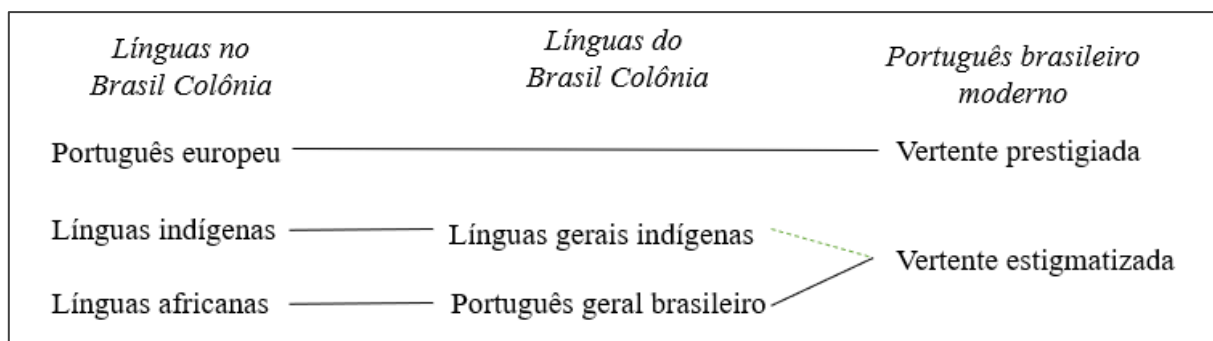 Línguas no
Brasil Colônia
Línguas do
Brasil Colônia
Português brasileiro
moderno
Português europeu
Vertente prestigiada
Línguas indígenas
Línguas gerais indígenas
Vertente estigmatizada
Línguas africanas
Português geral brasileiro